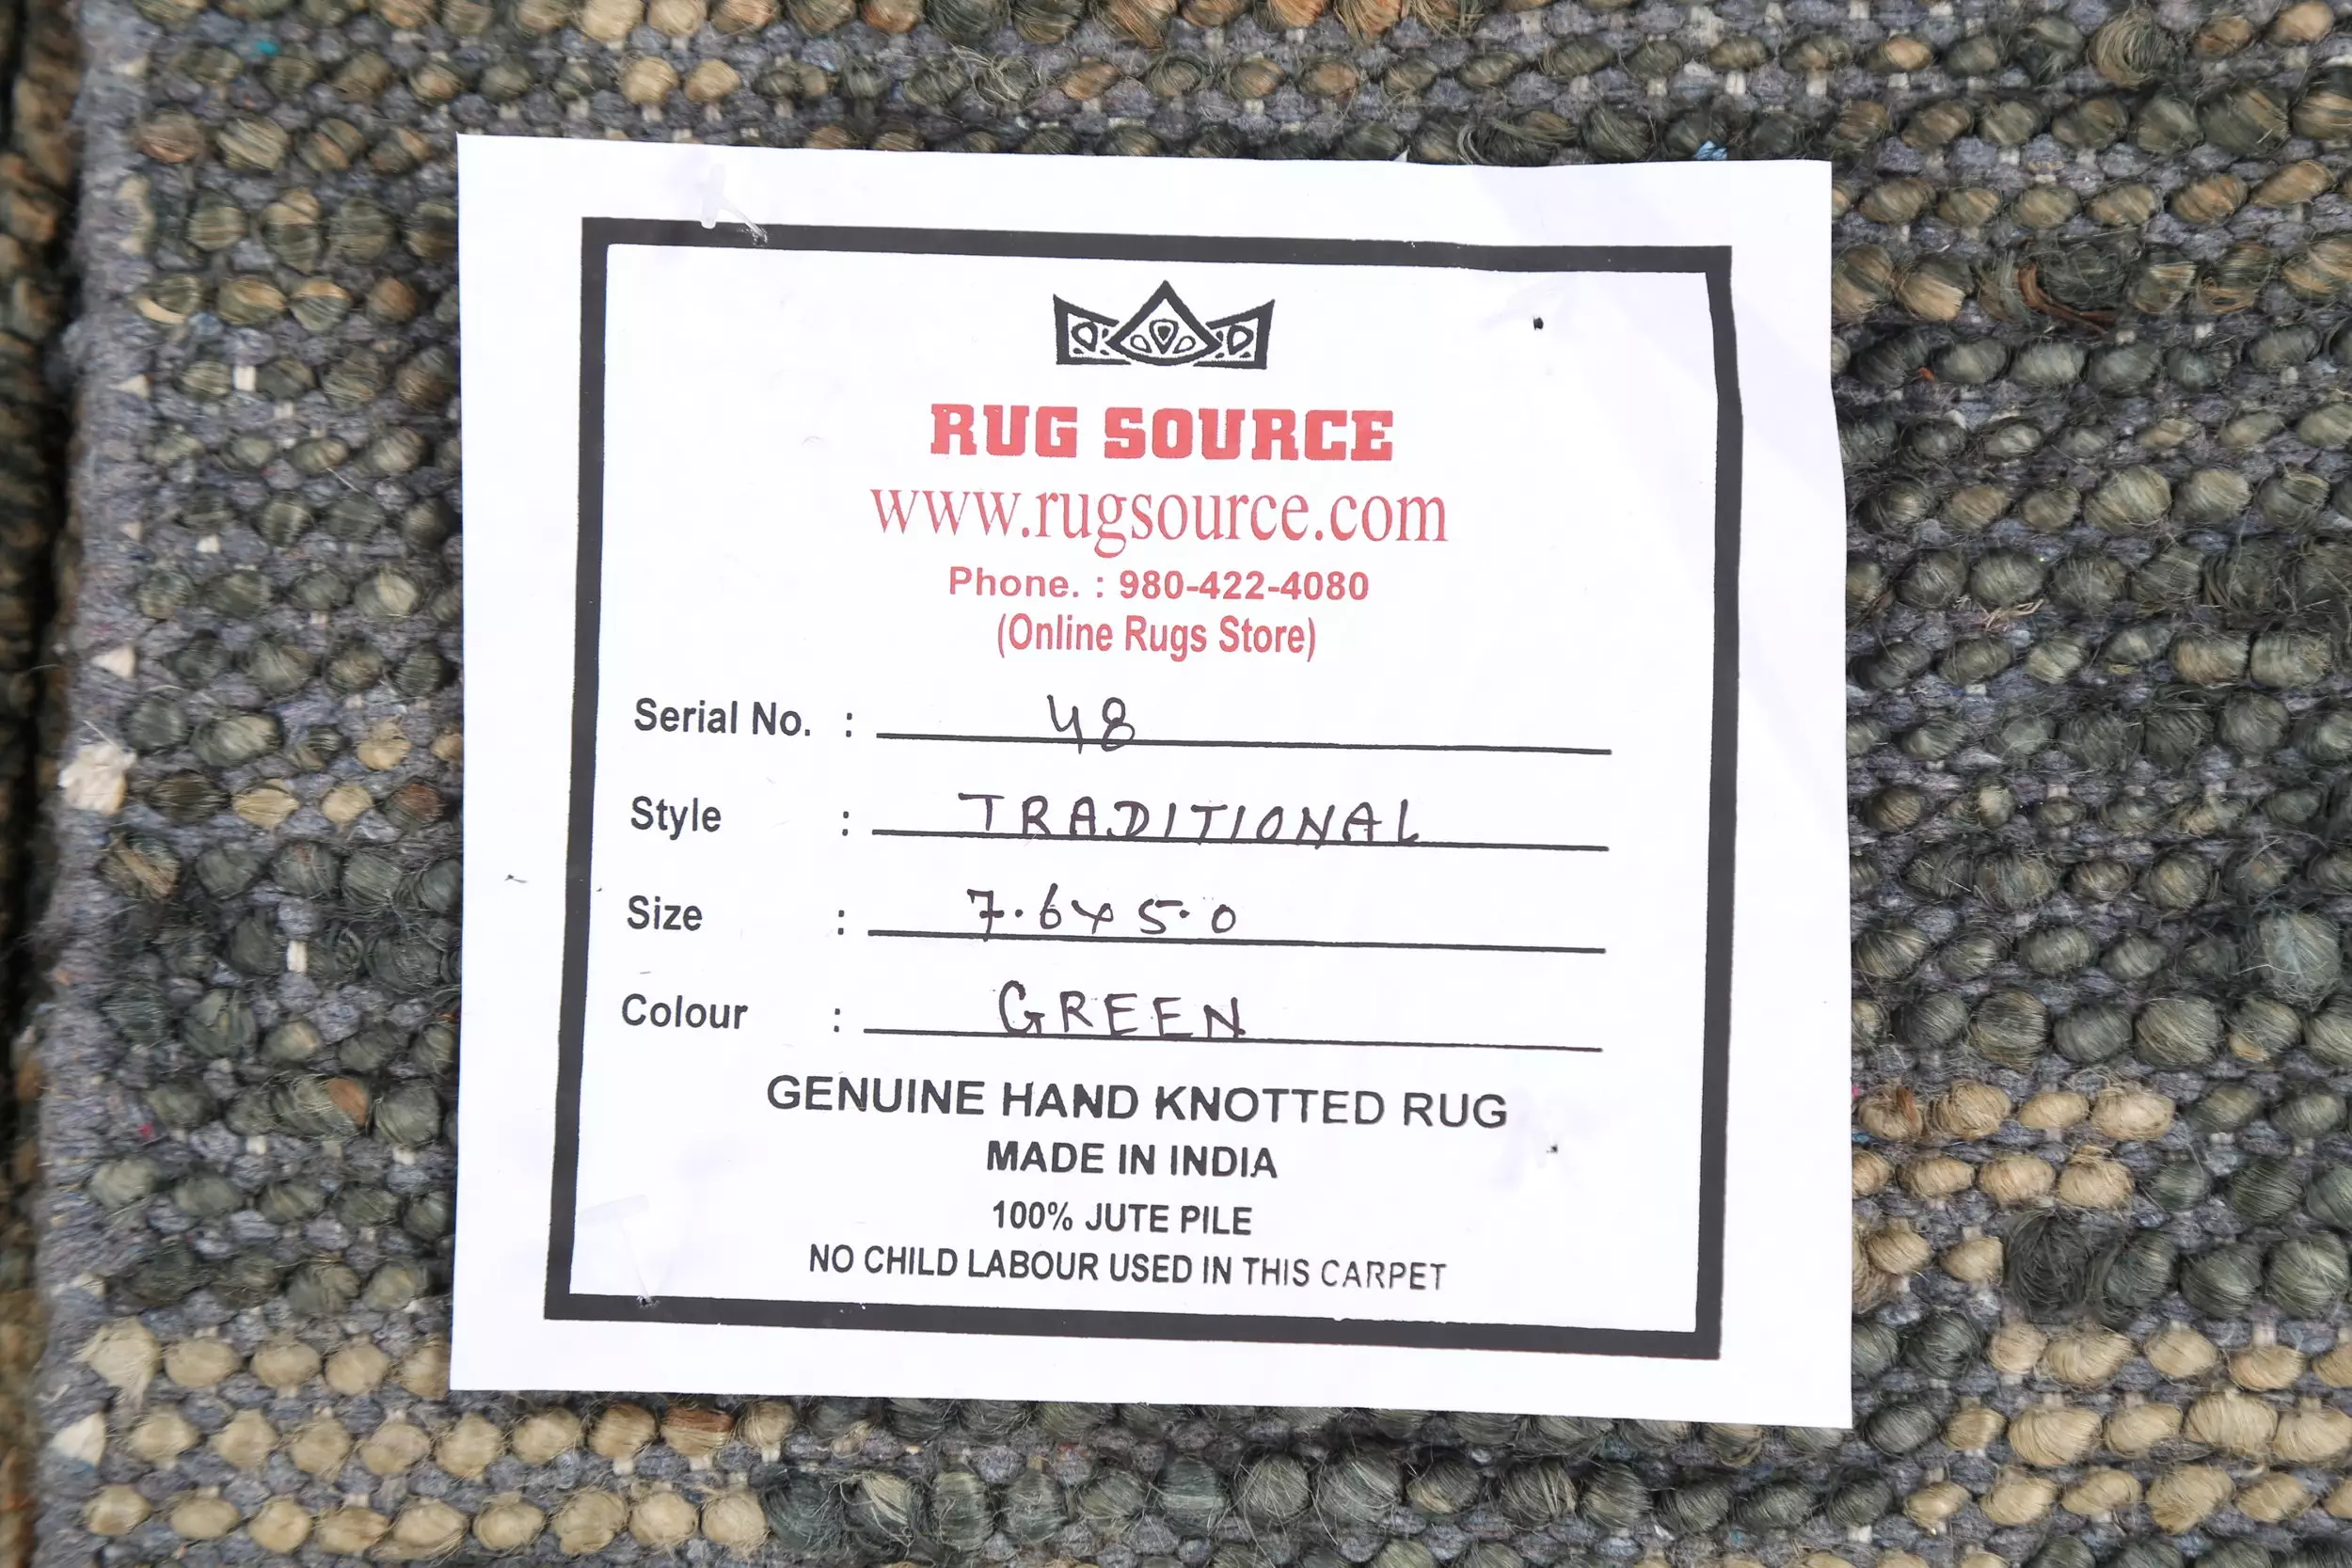 RUG SOURCE
www.rugsource.com
Phone. : 980-422-4080
(Online Rugs Store)
Serial No. : 48
Style : TRADITIONAL
Size : 7.6x5.0
Colour : GREEN
GENUINE HAND KNOTTED RUG
MADE IN INDIA
100% JUTE PILE
NO CHILD LABOUR USED IN THIS CARPET